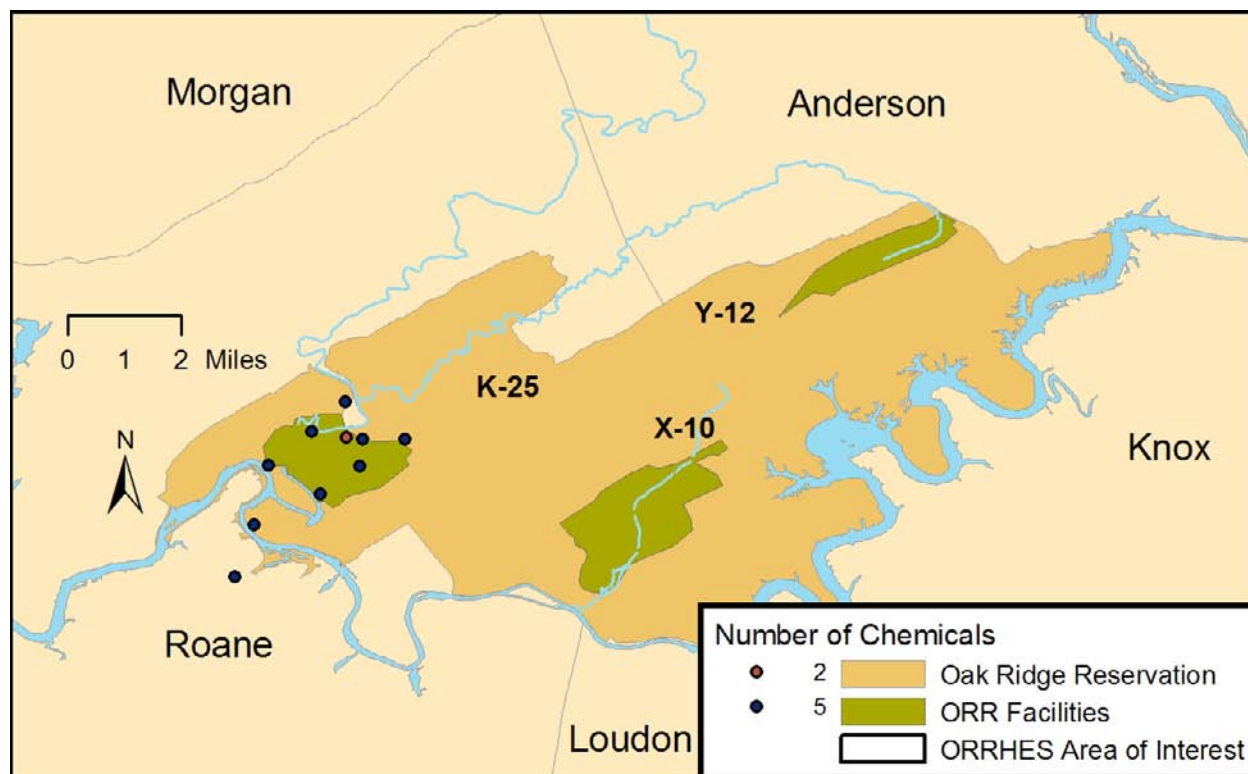 Morgan
Anderson
Y-12
0 1 2 Miles
K-25
X-10
N
Knox
Roane
Loudon
Number of Chemicals
2 Oak Ridge Reservation
5 ORR Facilities
ORRHES Area of Interest